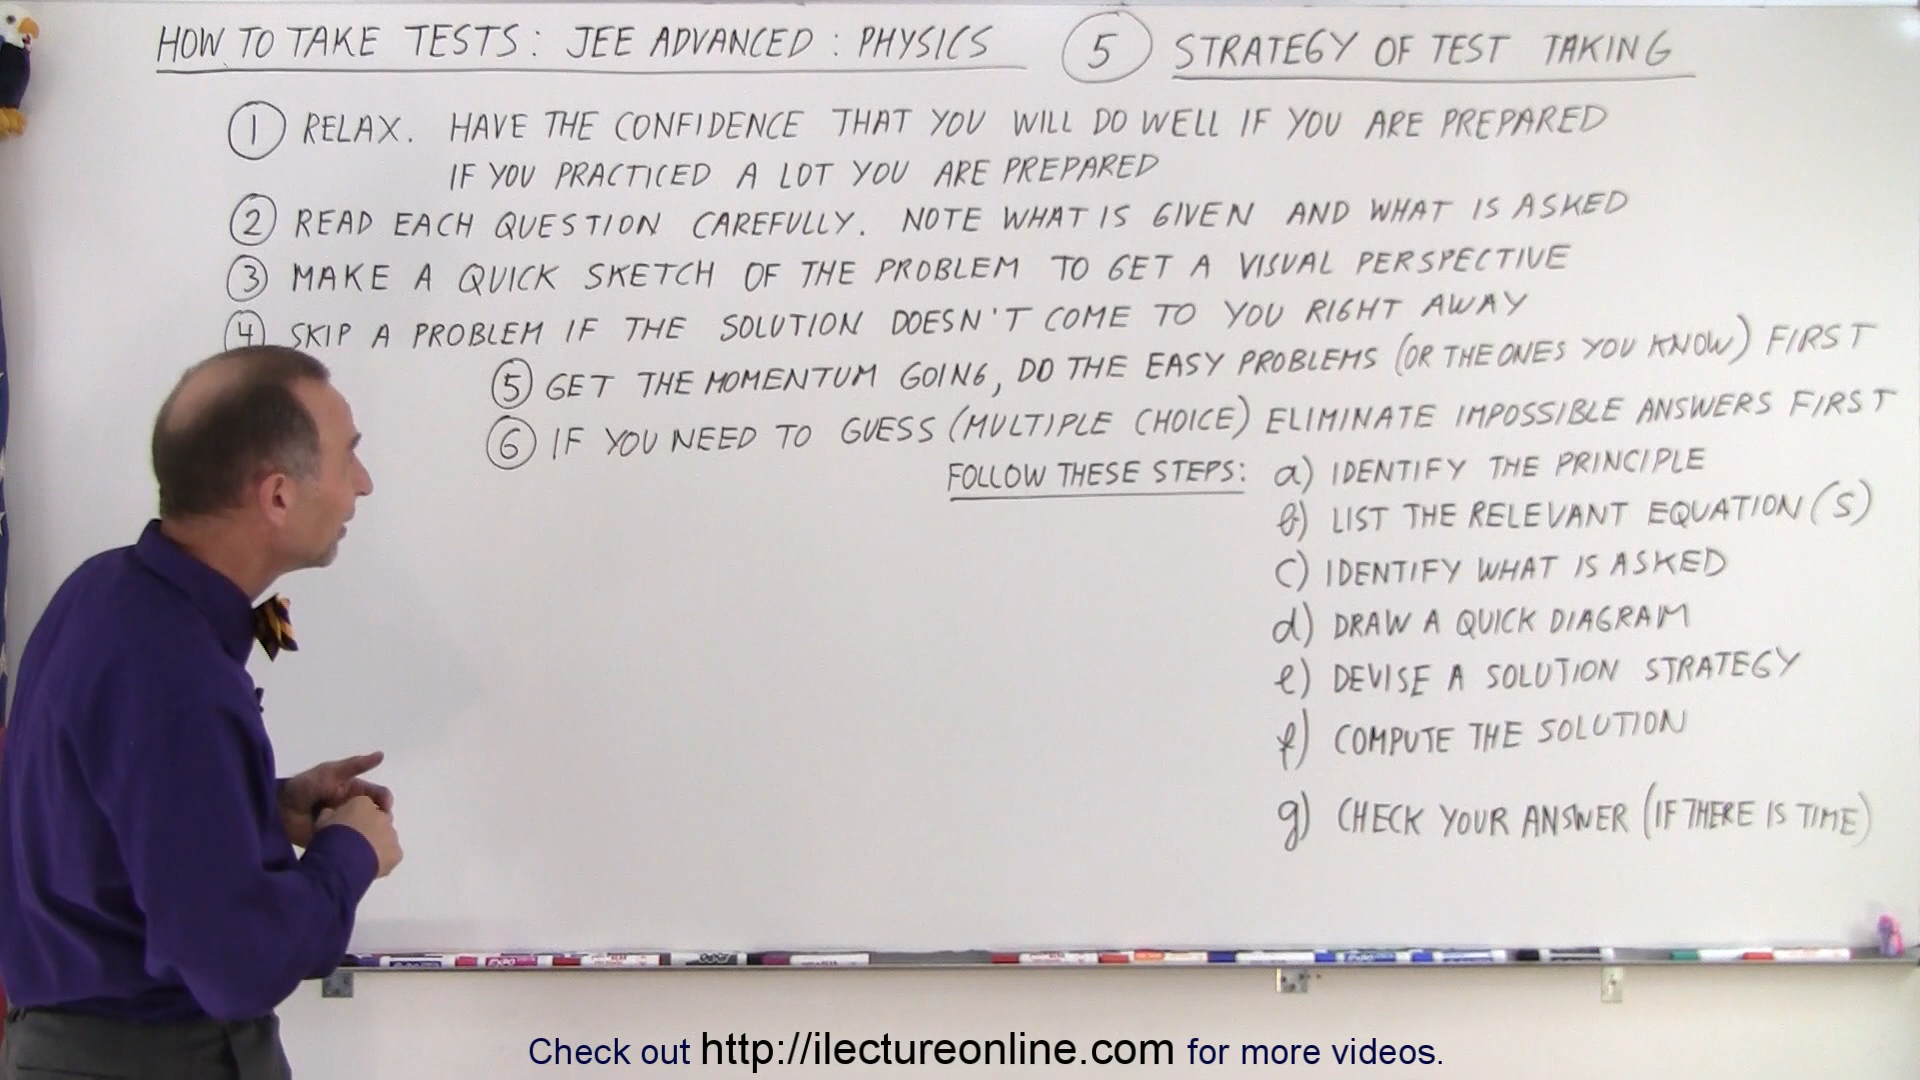 HOW TO TAKE TESTS: JEE ADVANCED: PHYSICS
5 STRATEGY OF TEST TAKING
1 RELAX. HAVE THE CONFIDENCE THAT YOU WILL DO WELL IF YOU ARE PREPARED
IF YOU PRACTICED A LOT YOU ARE PREPARED
2 READ EACH QUESTION CAREFULLY. NOTE WHAT IS GIVEN AND WHAT IS ASKED
3 MAKE A QUICK SKETCH OF THE PROBLEM TO GET A VISUAL PERSPECTIVE
4 SKIP A PROBLEM IF THE SOLUTION DOESN'T COME TO YOU RIGHT AWAY
5 GET THE MOMENTUM GOING, DO THE EASY PROBLEMS (OR THE ONES YOU KNOW) FIRST
6 IF YOU NEED TO GUESS (MULTIPLE CHOICE) ELIMINATE IMPOSSIBLE ANSWERS FIRST
FOLLOW THESE STEPS: a) IDENTIFY THE PRINCIPLE
b) LIST THE RELEVANT EQUATION(S)
c) IDENTIFY WHAT IS ASKED
d) DRAW A QUICK DIAGRAM
e) DEVISE A SOLUTION STRATEGY
f) COMPUTE THE SOLUTION
g) CHECK YOUR ANSWER (IF THERE IS TIME)
EXPO
Check out http://ilectureonline.com for more videos.